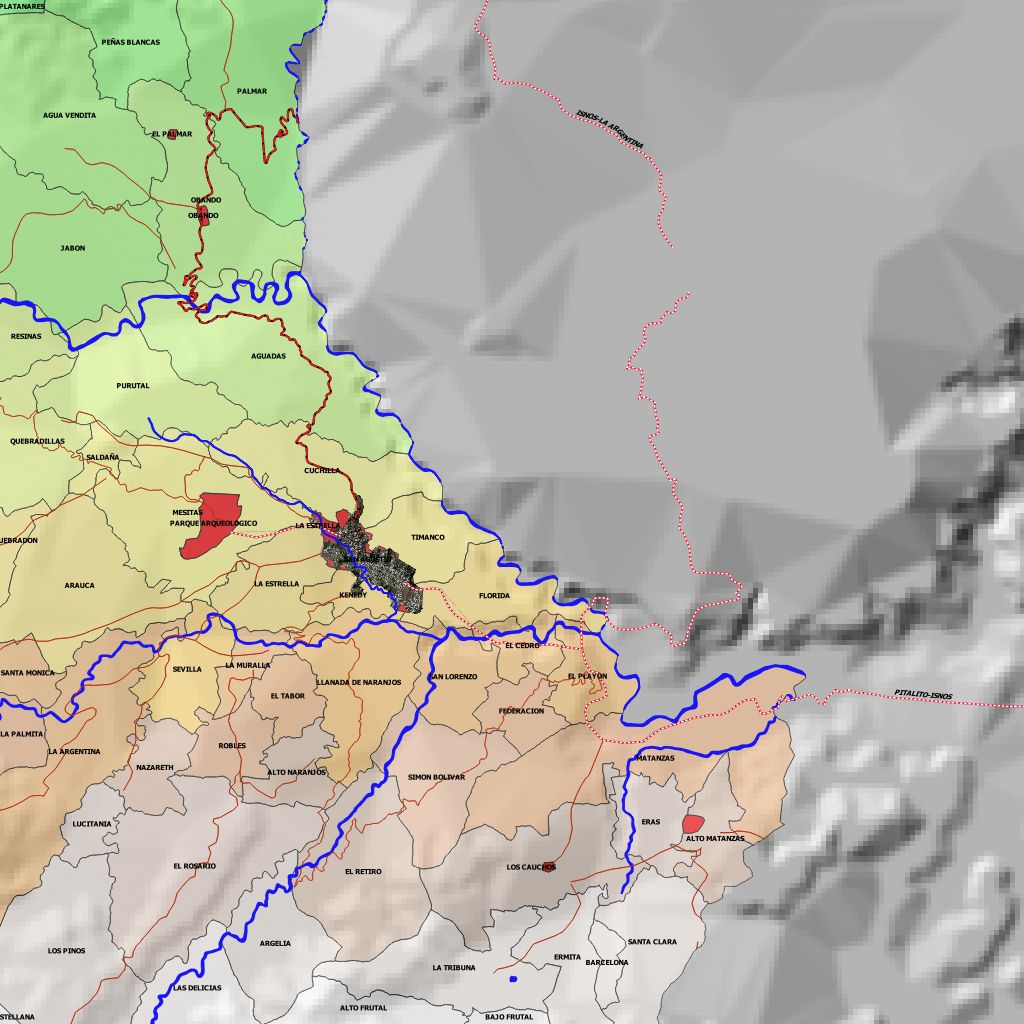 PLATANARES
PEÑAS BLANCAS
PALMAR
AGUA VENDITA
ISNOS-LA ARGENTINA
EL PALMAR
OBANDO
OBANDO
JABON
RESINAS
AGUADAS
PURUTAL
QUEBRADILLAS
SALDAÑA
CUCHILLA
MESITAS
PARQUE ARQUEOLOGICO
LA ESTRELLA
TIMANCO
UEBRADON
ARAUCA
LA ESTRELLA
KENEDY
FLORIDA
EL CEDRO
SANTA MONICA
SEVILLA
LA MURALLA
LLANADA DE NARANJOS
SAN LORENZO
EL PLAYON
EL TABOR
PITALITO-ISNOS
FEDERACION
LA PALMITA
LA ARGENTINA
ROBLES
NAZARETH
ALTO NARANJOS
SIMON BOLIVAR
MATANZAS
LUCITANIA
ERAS
ALTO MATANZAS
EL ROSARIO
EL RETIRO
LOS CAUCHOS
LOS PINOS
ARGELIA
SANTA CLARA
ERMITA
BARCELONA
LA TRIBUNA
LAS DELICIAS
ALTO FRUTAL
STELLANA
BAJO FRUTAL